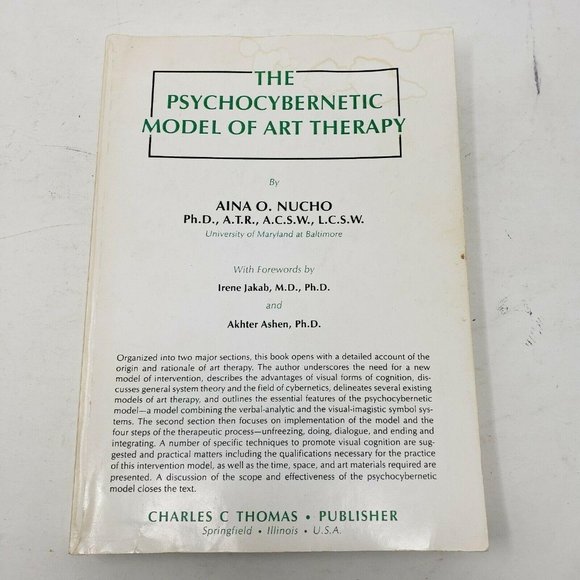 THE
PSYCHOCYBERNETIC
MODEL OF ART THERAPY
By
AINA O. NUCHO
Ph.D., A.T.R., A.C.S.W., L.C.S.W.
University of Maryland at Baltimore
With Forewords by
Irene Jakab, M.D., Ph.D.
and
Akhter Ashen, Ph.D.
Organized into two major sections, this book opens with a detailed account of the
origin and rationale of art therapy. The author underscores the need for a new
model of intervention, describes the advantages of visual forms of cognition, dis-
cusses general system theory and the field of cybernetics, delineates several existing
models of art therapy, and outlines the essential features of the psychocybernetic
model—a model combining the verbal-analytic and the visual-imagistic symbol sys-
tems. The second section then focuses on implementation of the model and the
four steps of the therapeutic process—unfreezing, doing, dialogue, and ending and
integrating. A number of specific techniques to promote visual cognition are sug-
gested and practical matters including the qualifications necessary for the practice
of this intervention model, as well as the time, space, and art materials required are
presented. A discussion of the scope and effectiveness of the psychocybernetic
model closes the text.
CHARLES C THOMAS • PUBLISHER
Springfield • Illinois • U.S.A.